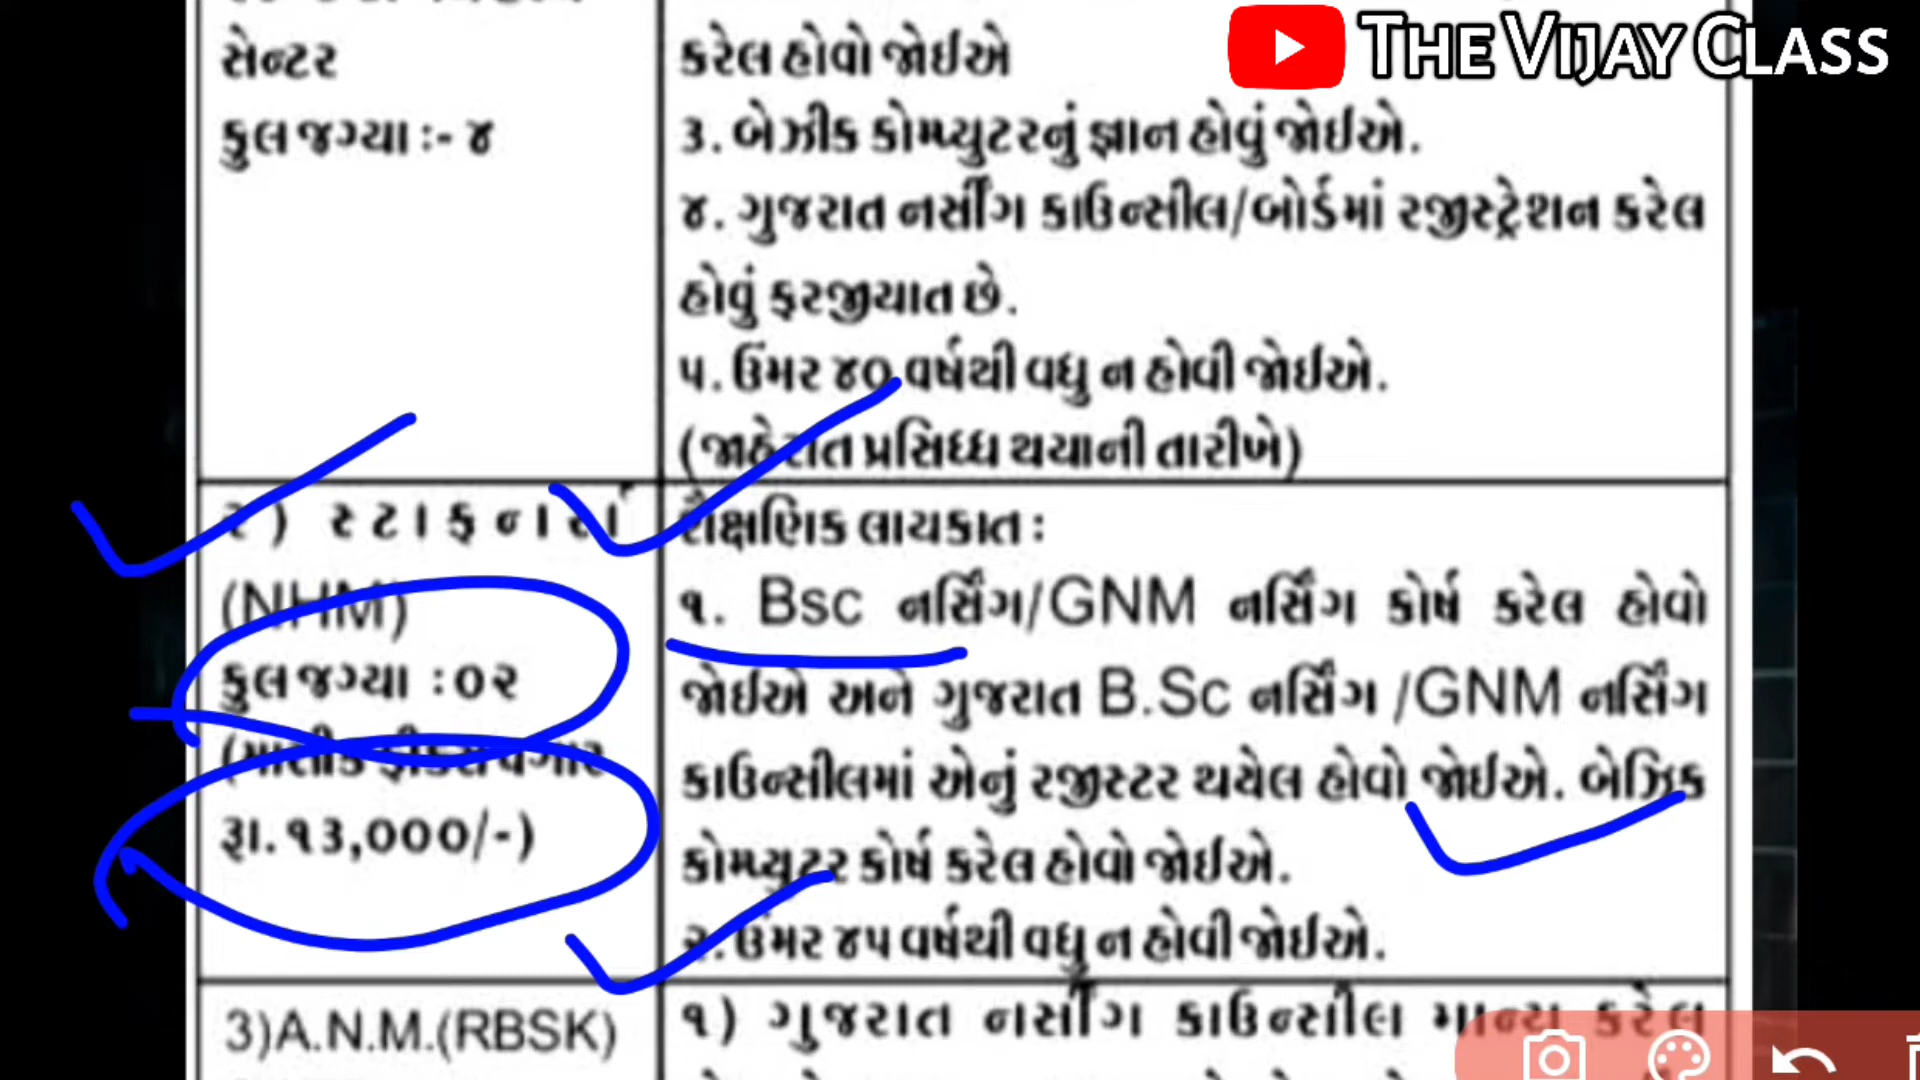 THE VIJAY CLASS
સેન્ટર
કુલ જગ્યા :- ૪
કરેલ હોવો જોઈએ
૩. બેઝીક કોમ્પ્યુટરનું જ્ઞાન હોવું જોઈએ.
૪. ગુજરાત નર્સીંગ કાઉન્સીલ/બોર્ડમાં રજીસ્ટ્રેશન કરેલ
હોવું ફરજીયાત છે.
૫. ઉંમર ૪૦ વર્ષથી વધુ ન હોવી જોઈએ.
(જાહેરાત પ્રસિધ્ધ થયાની તારીખે)
૨) સ્ટાફ નર્સ
(NHM)
કુલ જગ્યા : ૦૨
(માસીક ફીકસ પગાર
રૂા. ૧૩,૦૦૦/-)
શૈક્ષણિક લાયકાત :
૧. Bsc નર્સિંગ/GNM નર્સિંગ કોર્ષ કરેલ હોવો
જોઈએ અને ગુજરાત B.Sc નર્સિંગ /GNM નર્સિંગ
કાઉન્સીલમાં એનું રજીસ્ટર થયેલ હોવો જોઈએ. બેઝિક
કોમ્પ્યુટર કોર્ષ કરેલ હોવો જોઈએ.
૨. ઉંમર ૪૫ વર્ષથી વધુ ન હોવી જોઈએ.
3)A.N.M.(RBSK)
૧) ગુજરાત નર્સીંગ કાઉન્સીલ માન્ય કરેલ